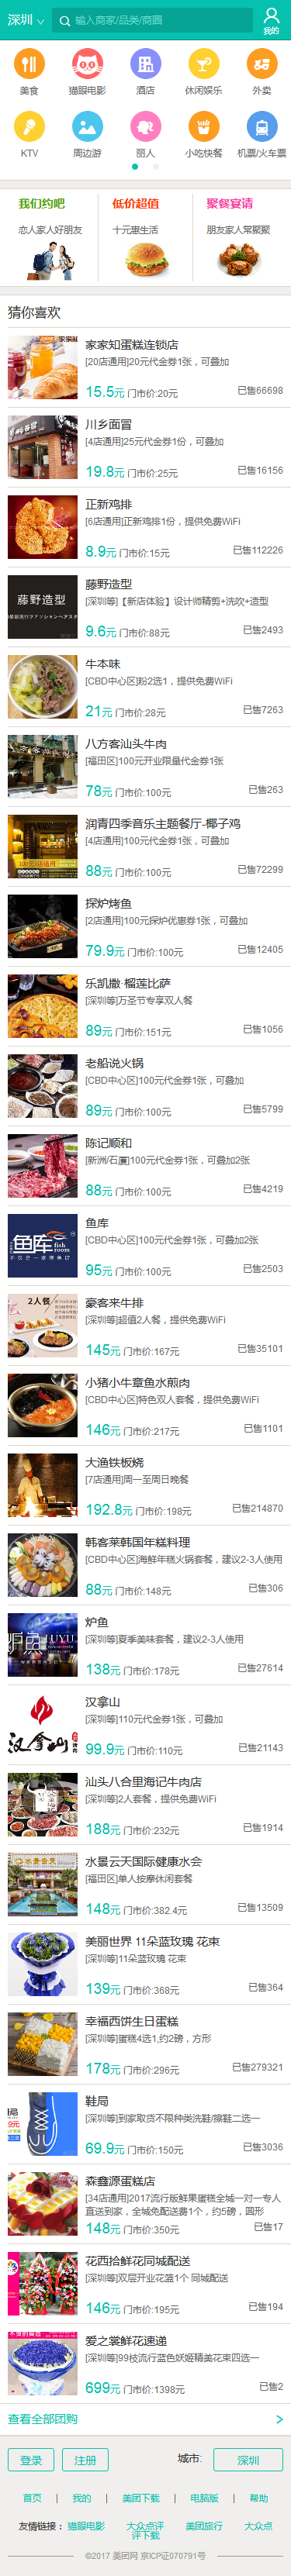 深圳
输入商家/品类/商圈
我的
美食
猫眼电影
酒店
休闲娱乐
外卖
KTV
周边游
丽人
小吃快餐
机票/火车票
我们约吧
恋人家人好朋友
低价超值
十元惠生活
聚餐宴请
朋友家人常聚聚
猜你喜欢
家家知蛋糕连锁店
[20店通用]20元代金券1张，可叠加
15.5元 门市价:20元 已售66698
川乡面冒
[4店通用]25元代金券1份，可叠加
19.8元 门市价:25元 已售16156
正新鸡排
[6店通用]正新鸡排1份，提供免费WiFi
8.9元 门市价:15元 已售112226
藤野造型
藤野造型
[深圳等]【新店体验】设计师精剪+洗吹+造型
9.6元 门市价:88元 已售2493
牛本味
[CBD中心区]粉2选1，提供免费WiFi
21元 门市价:28元 已售7263
八方客汕头牛肉
[福田区]100元开业限量代金券1张
78元 门市价:100元 已售263
润青四季音乐主题餐厅-椰子鸡
[4店通用]100元代金券1张，可叠加
88元 门市价:100元 已售72299
探炉烤鱼
[2店通用]100元探炉优惠券1张，可叠加
79.9元 门市价:100元 已售12405
乐凯撒·榴莲比萨
[深圳等]万圣节专享双人餐
89元 门市价:151元 已售1056
老船说火锅
[CBD中心区]100元代金券1张，可叠加
89元 门市价:100元 已售5799
陈记顺和
[新洲/石厦]100元代金券1张，可叠加2张
88元 门市价:100元 已售4219
鱼库
fish room
鱼库
[CBD中心区]100元代金券1张，可叠加2张
95元 门市价:100元 已售2503
2人餐
豪客来牛排
[深圳等]超值2人餐，提供免费WiFi
145元 门市价:167元 已售35101
小猪小牛章鱼水煎肉
[CBD中心区]特色双人套餐，提供免费WiFi
146元 门市价:217元 已售1101
大渔铁板烧
[7店通用]周一至周日晚餐
192.8元 门市价:198元 已售214870
韩客莱韩国年糕料理
[CBD中心区]海鲜年糕火锅套餐，建议2-3人使用
88元 门市价:148元 已售306
炉鱼
[深圳等]夏季美味套餐，建议2-3人使用
138元 门市价:178元 已售27614
汉拿山
汉拿山
[深圳等]110元代金券1张，可叠加
99.9元 门市价:110元 已售21143
汕头八合里海记牛肉店
[深圳等]2人套餐，提供免费WiFi
188元 门市价:232元 已售1914
水景云天国际健康水会
[福田区]单人按摩休闲套餐
148元 门市价:382.4元 已售13509
美丽世界 11朵蓝玫瑰 花束
[深圳等]11朵蓝玫瑰 花束
139元 门市价:368元 已售364
幸福西饼生日蛋糕
[深圳等]蛋糕4选1,约2磅，方形
178元 门市价:296元 已售279321
鞋局
[深圳等]到家取货不限种类洗鞋/擦鞋二选一
69.9元 门市价:150元 已售3036
森鑫源蛋糕店
[34店通用]2017流行版鲜果蛋糕全城一对一专人
直送到家，全城免配送费1个，约5磅，圆形
148元 门市价:350元 已售17
花西拾鲜花同城配送
[深圳等]双层开业花篮1个 同城配送
146元 门市价:195元 已售194
爱之尝鲜花速递
[深圳等]99枝流行蓝色妖姬精美花束四选一
699元 门市价:1398元 已售2
查看全部团购
登录 注册 城市: 深圳
首页 | 我的 | 美团下载 | 电脑版 | 帮助
友情链接： 猫眼电影 大众点评 美团旅行 大众点
评下载
©2017 美团网 京ICP证070791号